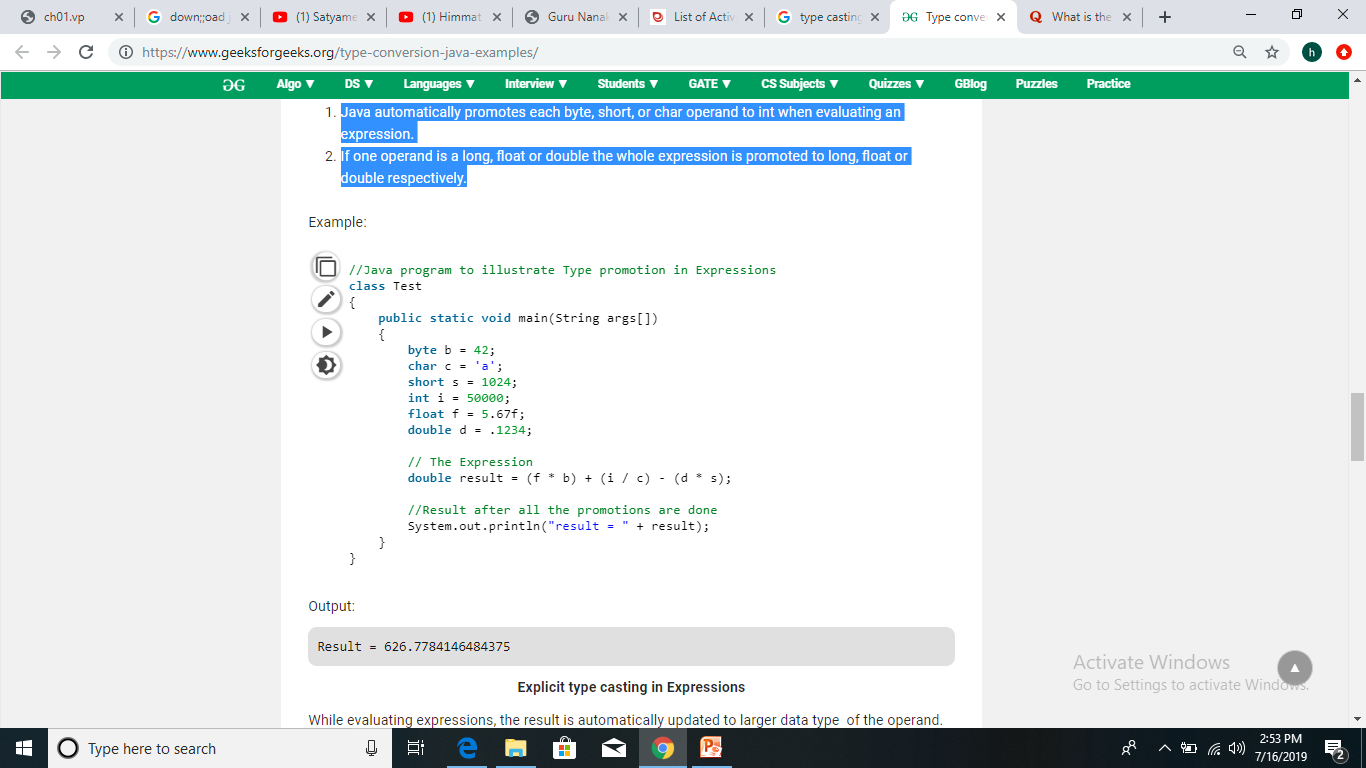 ch01.vp
down;;oad j
(1) Satyame
(1) Himmat
Guru Nanak
List of Activ
type casting
Type conve
What is the
https://www.geeksforgeeks.org/type-conversion-java-examples/
h
Algo ▼ DS ▼ Languages ▼ Interview ▼ Students ▼ GATE ▼ CS Subjects ▼ Quizzes ▼ GBlog Puzzles Practice
1. Java automatically promotes each byte, short, or char operand to int when evaluating an
expression.
2. If one operand is a long, float or double the whole expression is promoted to long, float or
double respectively.
Example:
//Java program to illustrate Type promotion in Expressions
class Test
{
public static void main(String args[])
{
byte b = 42;
char c = 'a';
short s = 1024;
int i = 50000;
float f = 5.67f;
double d = .1234;
// The Expression
double result = (f * b) + (i / c) - (d * s);
//Result after all the promotions are done
System.out.println("result = " + result);
}
}
Output:
Result = 626.7784146484375
Explicit type casting in Expressions
While evaluating expressions, the result is automatically updated to larger data type of the operand.
Activate Windows
Go to Settings to activate Windows.
Type here to search
2:53 PM
7/16/2019
2